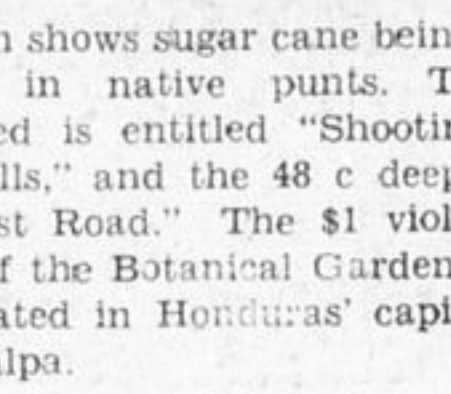 n shows sugar cane bein
in native punts. T
ed is entitled “Shootin
lls,” and the 48 c deep
st Road.” The $1 viol
f the Botanical Garden
ated in Honduras’ capi
alpa.